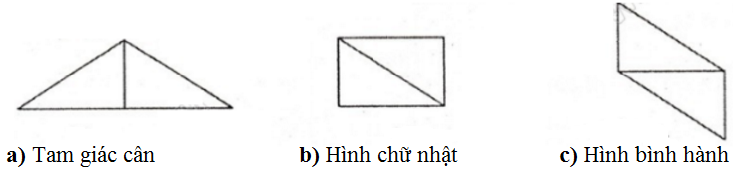 a) Tam giác cân
b) Hình chữ nhật
c) Hình bình hành